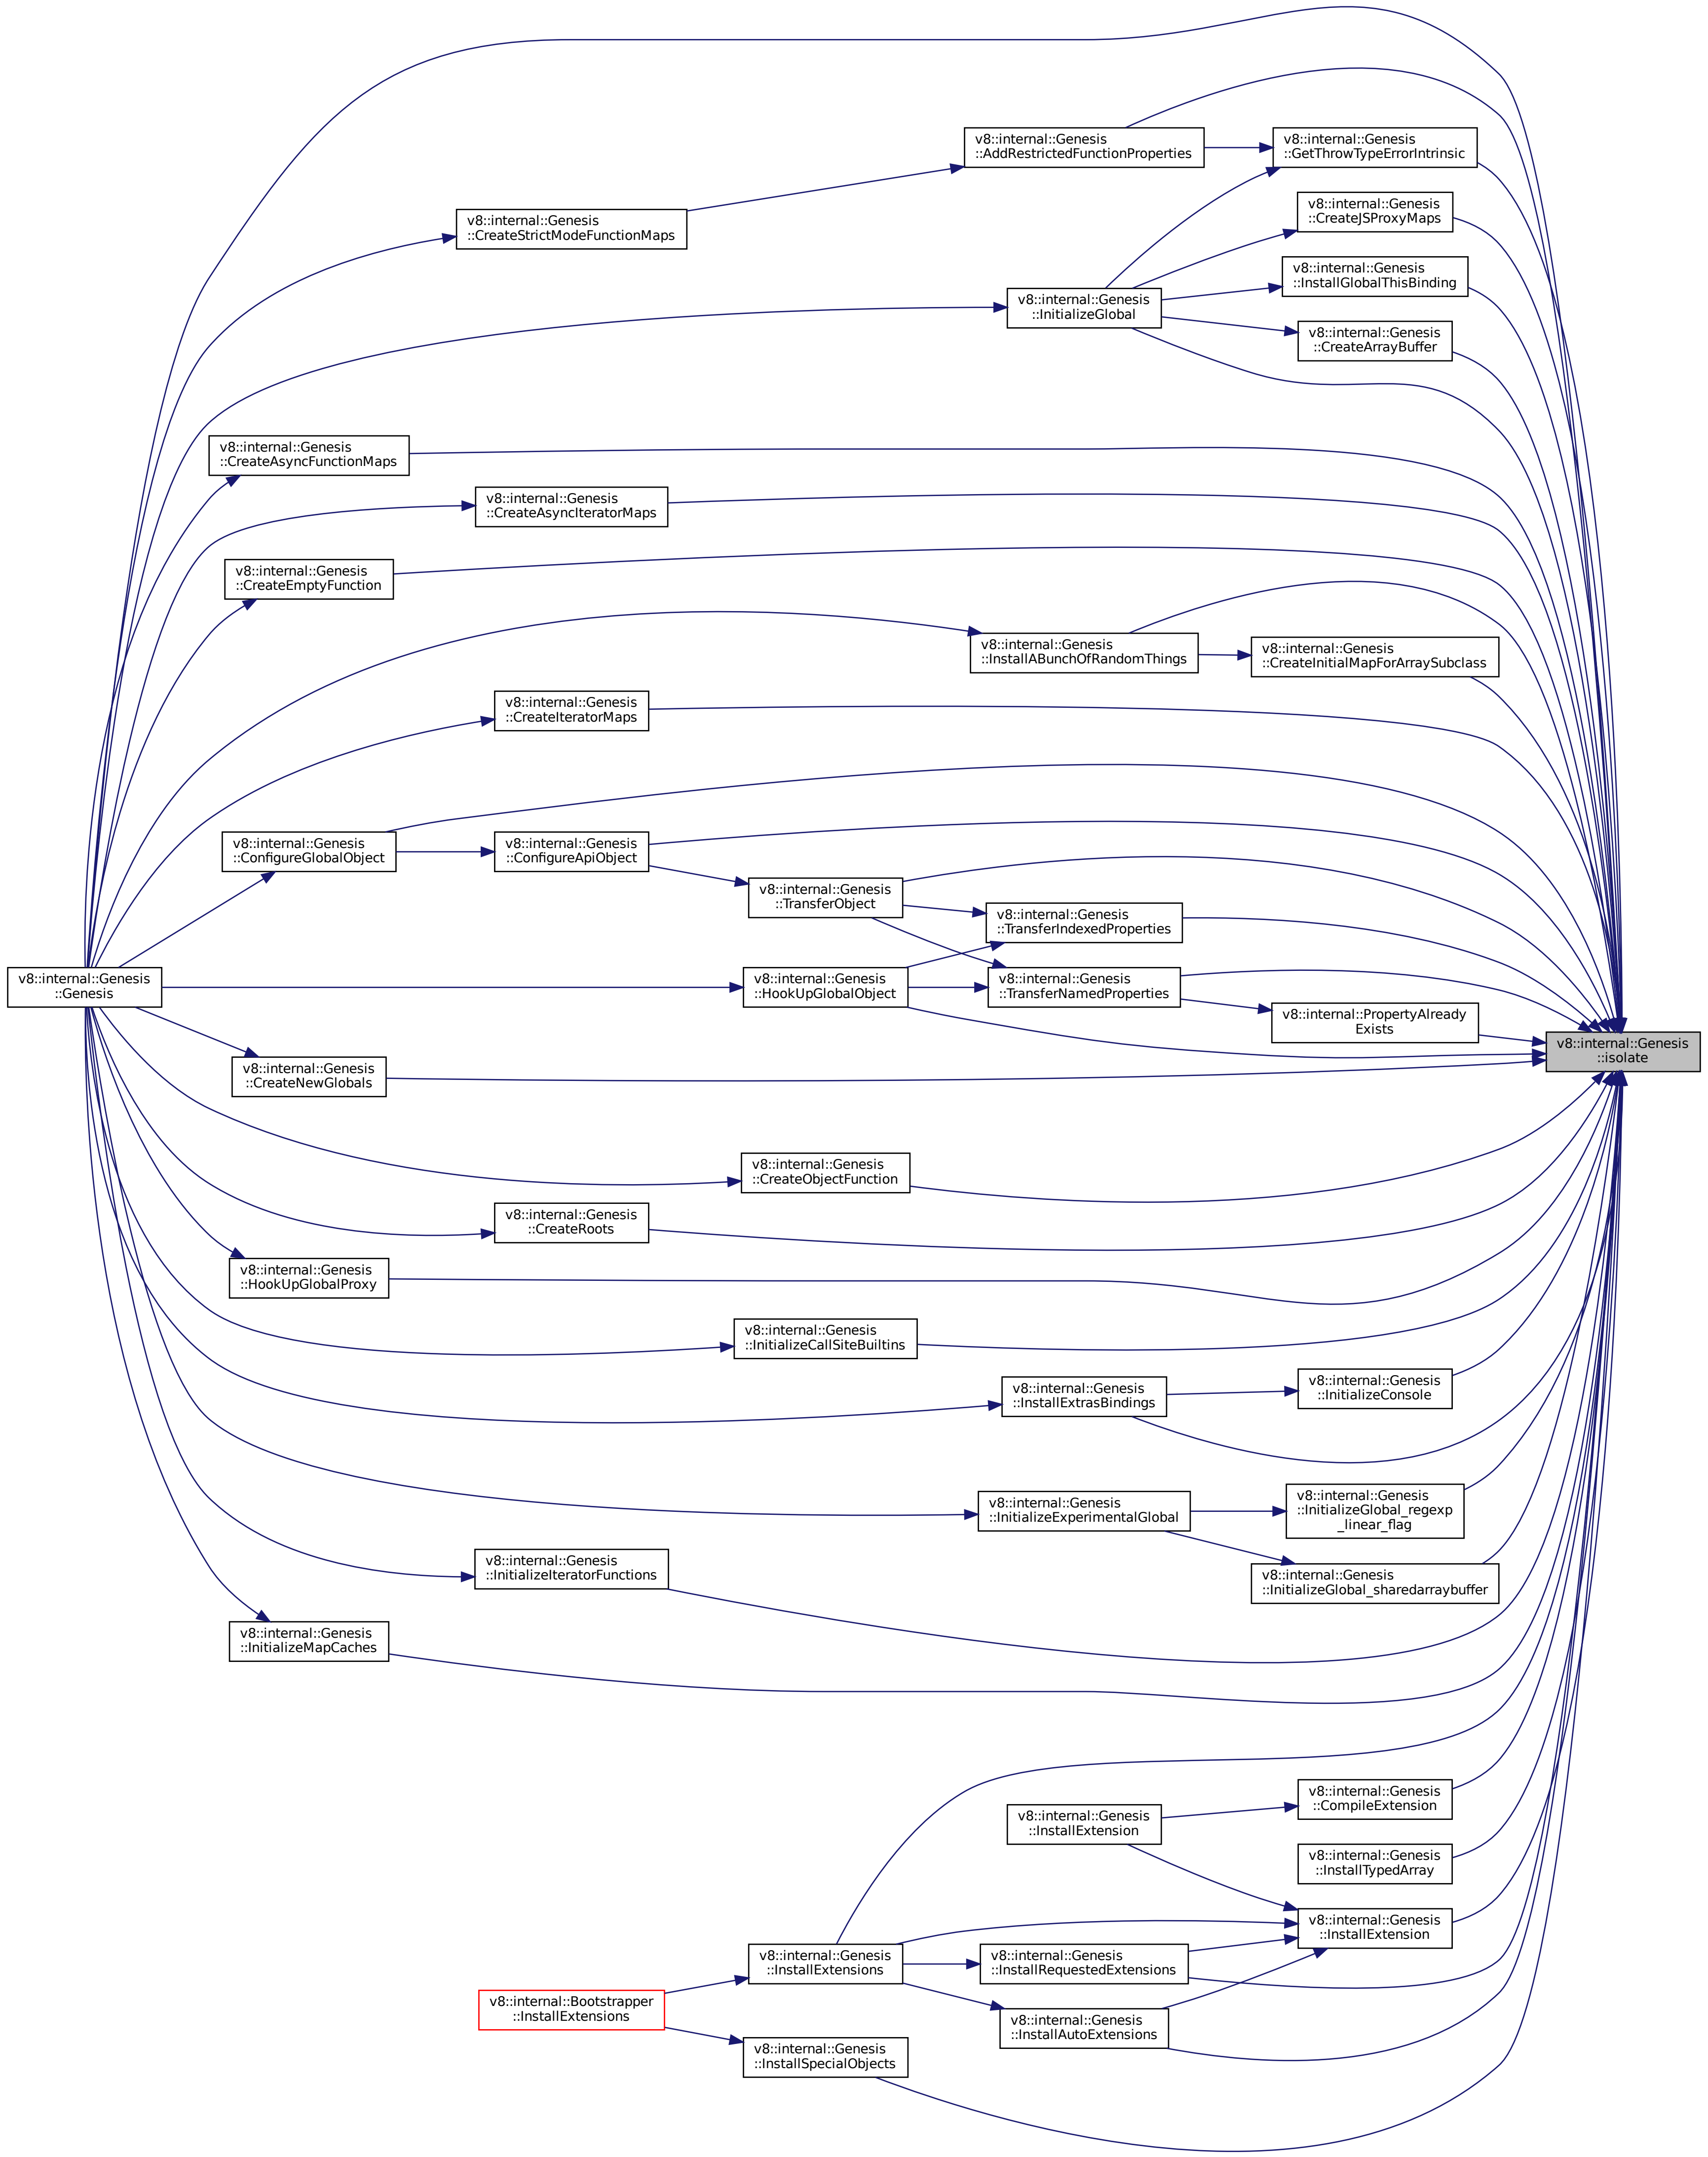 v8::internal::Genesis
::AddRestrictedFunctionProperties
v8::internal::Genesis
::GetThrowTypeErrorIntrinsic
v8::internal::Genesis
::CreateJSProxyMaps
v8::internal::Genesis
::CreateStrictModeFunctionMaps
v8::internal::Genesis
::InstallGlobalThisBinding
v8::internal::Genesis
::InitializeGlobal
v8::internal::Genesis
::CreateArrayBuffer
v8::internal::Genesis
::CreateAsyncFunctionMaps
v8::internal::Genesis
::CreateAsyncIteratorMaps
v8::internal::Genesis
::CreateEmptyFunction
v8::internal::Genesis
::InstallABunchOfRandomThings
v8::internal::Genesis
::CreateInitialMapForArraySubclass
v8::internal::Genesis
::CreateIteratorMaps
v8::internal::Genesis
::ConfigureGlobalObject
v8::internal::Genesis
::ConfigureApiObject
v8::internal::Genesis
::TransferObject
v8::internal::Genesis
::TransferIndexedProperties
v8::internal::Genesis
::Genesis
v8::internal::Genesis
::HookUpGlobalObject
v8::internal::Genesis
::TransferNamedProperties
v8::internal::PropertyAlready
Exists
v8::internal::Genesis
::isolate
v8::internal::Genesis
::CreateNewGlobals
v8::internal::Genesis
::CreateObjectFunction
v8::internal::Genesis
::CreateRoots
v8::internal::Genesis
::HookUpGlobalProxy
v8::internal::Genesis
::InitializeCallSiteBuiltins
v8::internal::Genesis
::InstallExtrasBindings
v8::internal::Genesis
::InitializeConsole
v8::internal::Genesis
::InitializeExperimentalGlobal
v8::internal::Genesis
::InitializeGlobal_regexp
_linear_flag
v8::internal::Genesis
::InitializeIteratorFunctions
v8::internal::Genesis
::InitializeGlobal_sharedarraybuffer
v8::internal::Genesis
::InitializeMapCaches
v8::internal::Genesis
::CompileExtension
v8::internal::Genesis
::InstallExtension
v8::internal::Genesis
::InstallTypedArray
v8::internal::Genesis
::InstallExtension
v8::internal::Genesis
::InstallExtensions
v8::internal::Genesis
::InstallRequestedExtensions
v8::internal::Bootstrapper
::InstallExtensions
v8::internal::Genesis
::InstallAutoExtensions
v8::internal::Genesis
::InstallSpecialObjects